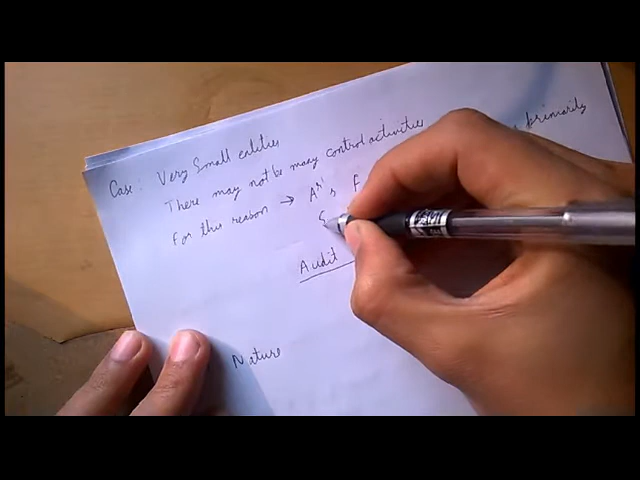 Case: Very Small entities
There may not be many control activities primarily
For this reason → A
Audit
Nature